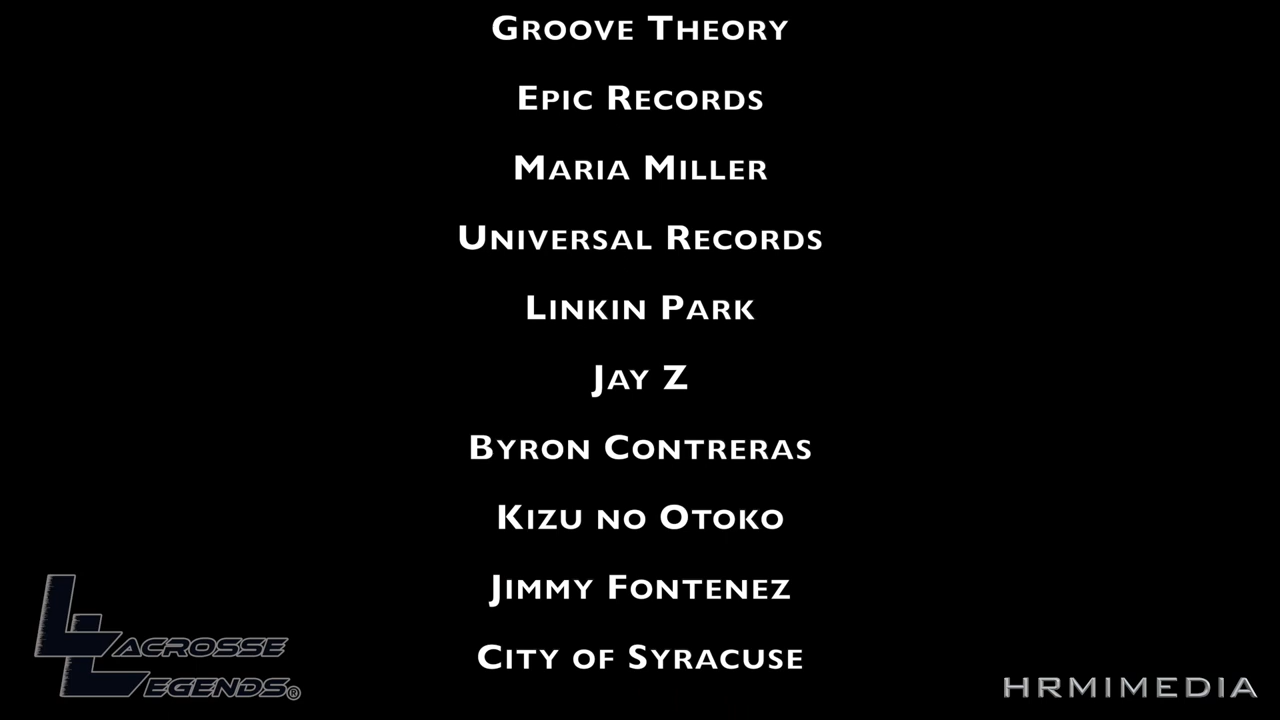 GROOVE THEORY
EPIC RECORDS
MARIA MILLER
UNIVERSAL RECORDS
LINKIN PARK
JAY Z
BYRON CONTRERAS
KIZU NO OTOKO
JIMMY FONTENEZ
CITY OF SYRACUSE
LACROSSE
LEGENDS®
HRMIMEDIA